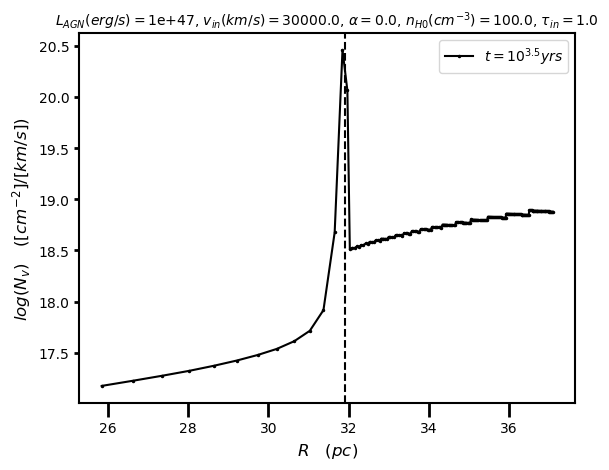 L_AGN(erg/s) = 1e+47, v_in(km/s) = 30000.0, α = 0.0, n_H0(cm^−3) = 100.0, τ_in = 1.0
t = 10^3.5 yrs
log(N_v) ([cm^−2]/[km/s])
20.5
20.0
19.5
19.0
18.5
18.0
17.5
26 28 30 32 34 36
R (pc)